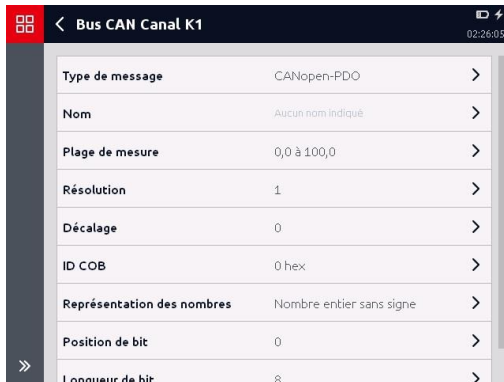 Bus CAN Canal K1
02:26:05
Type de message CANopen-PDO
Nom Aucun nom indiqué
Plage de mesure 0,0 à 100,0
Résolution 1
Décalage 0
ID COB 0 hex
Représentation des nombres Nombre entier sans signe
Position de bit 0
Longueur de bit 8